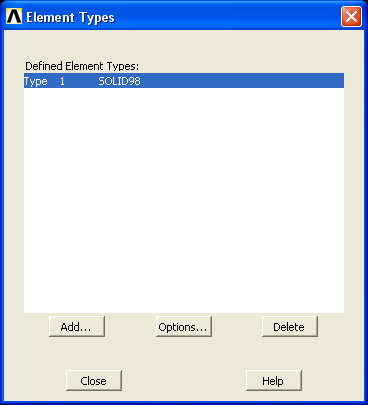 Element Types
Defined Element Types:
Type 1 SOLID98
Add... Options... Delete
Close Help